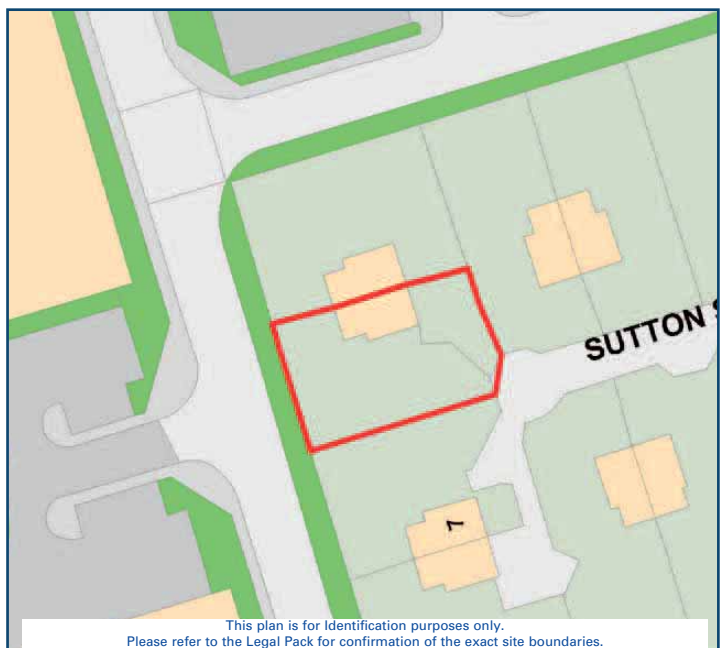 SUTTON S
7
This plan is for Identification purposes only.
Please refer to the Legal Pack for confirmation of the exact site boundaries.